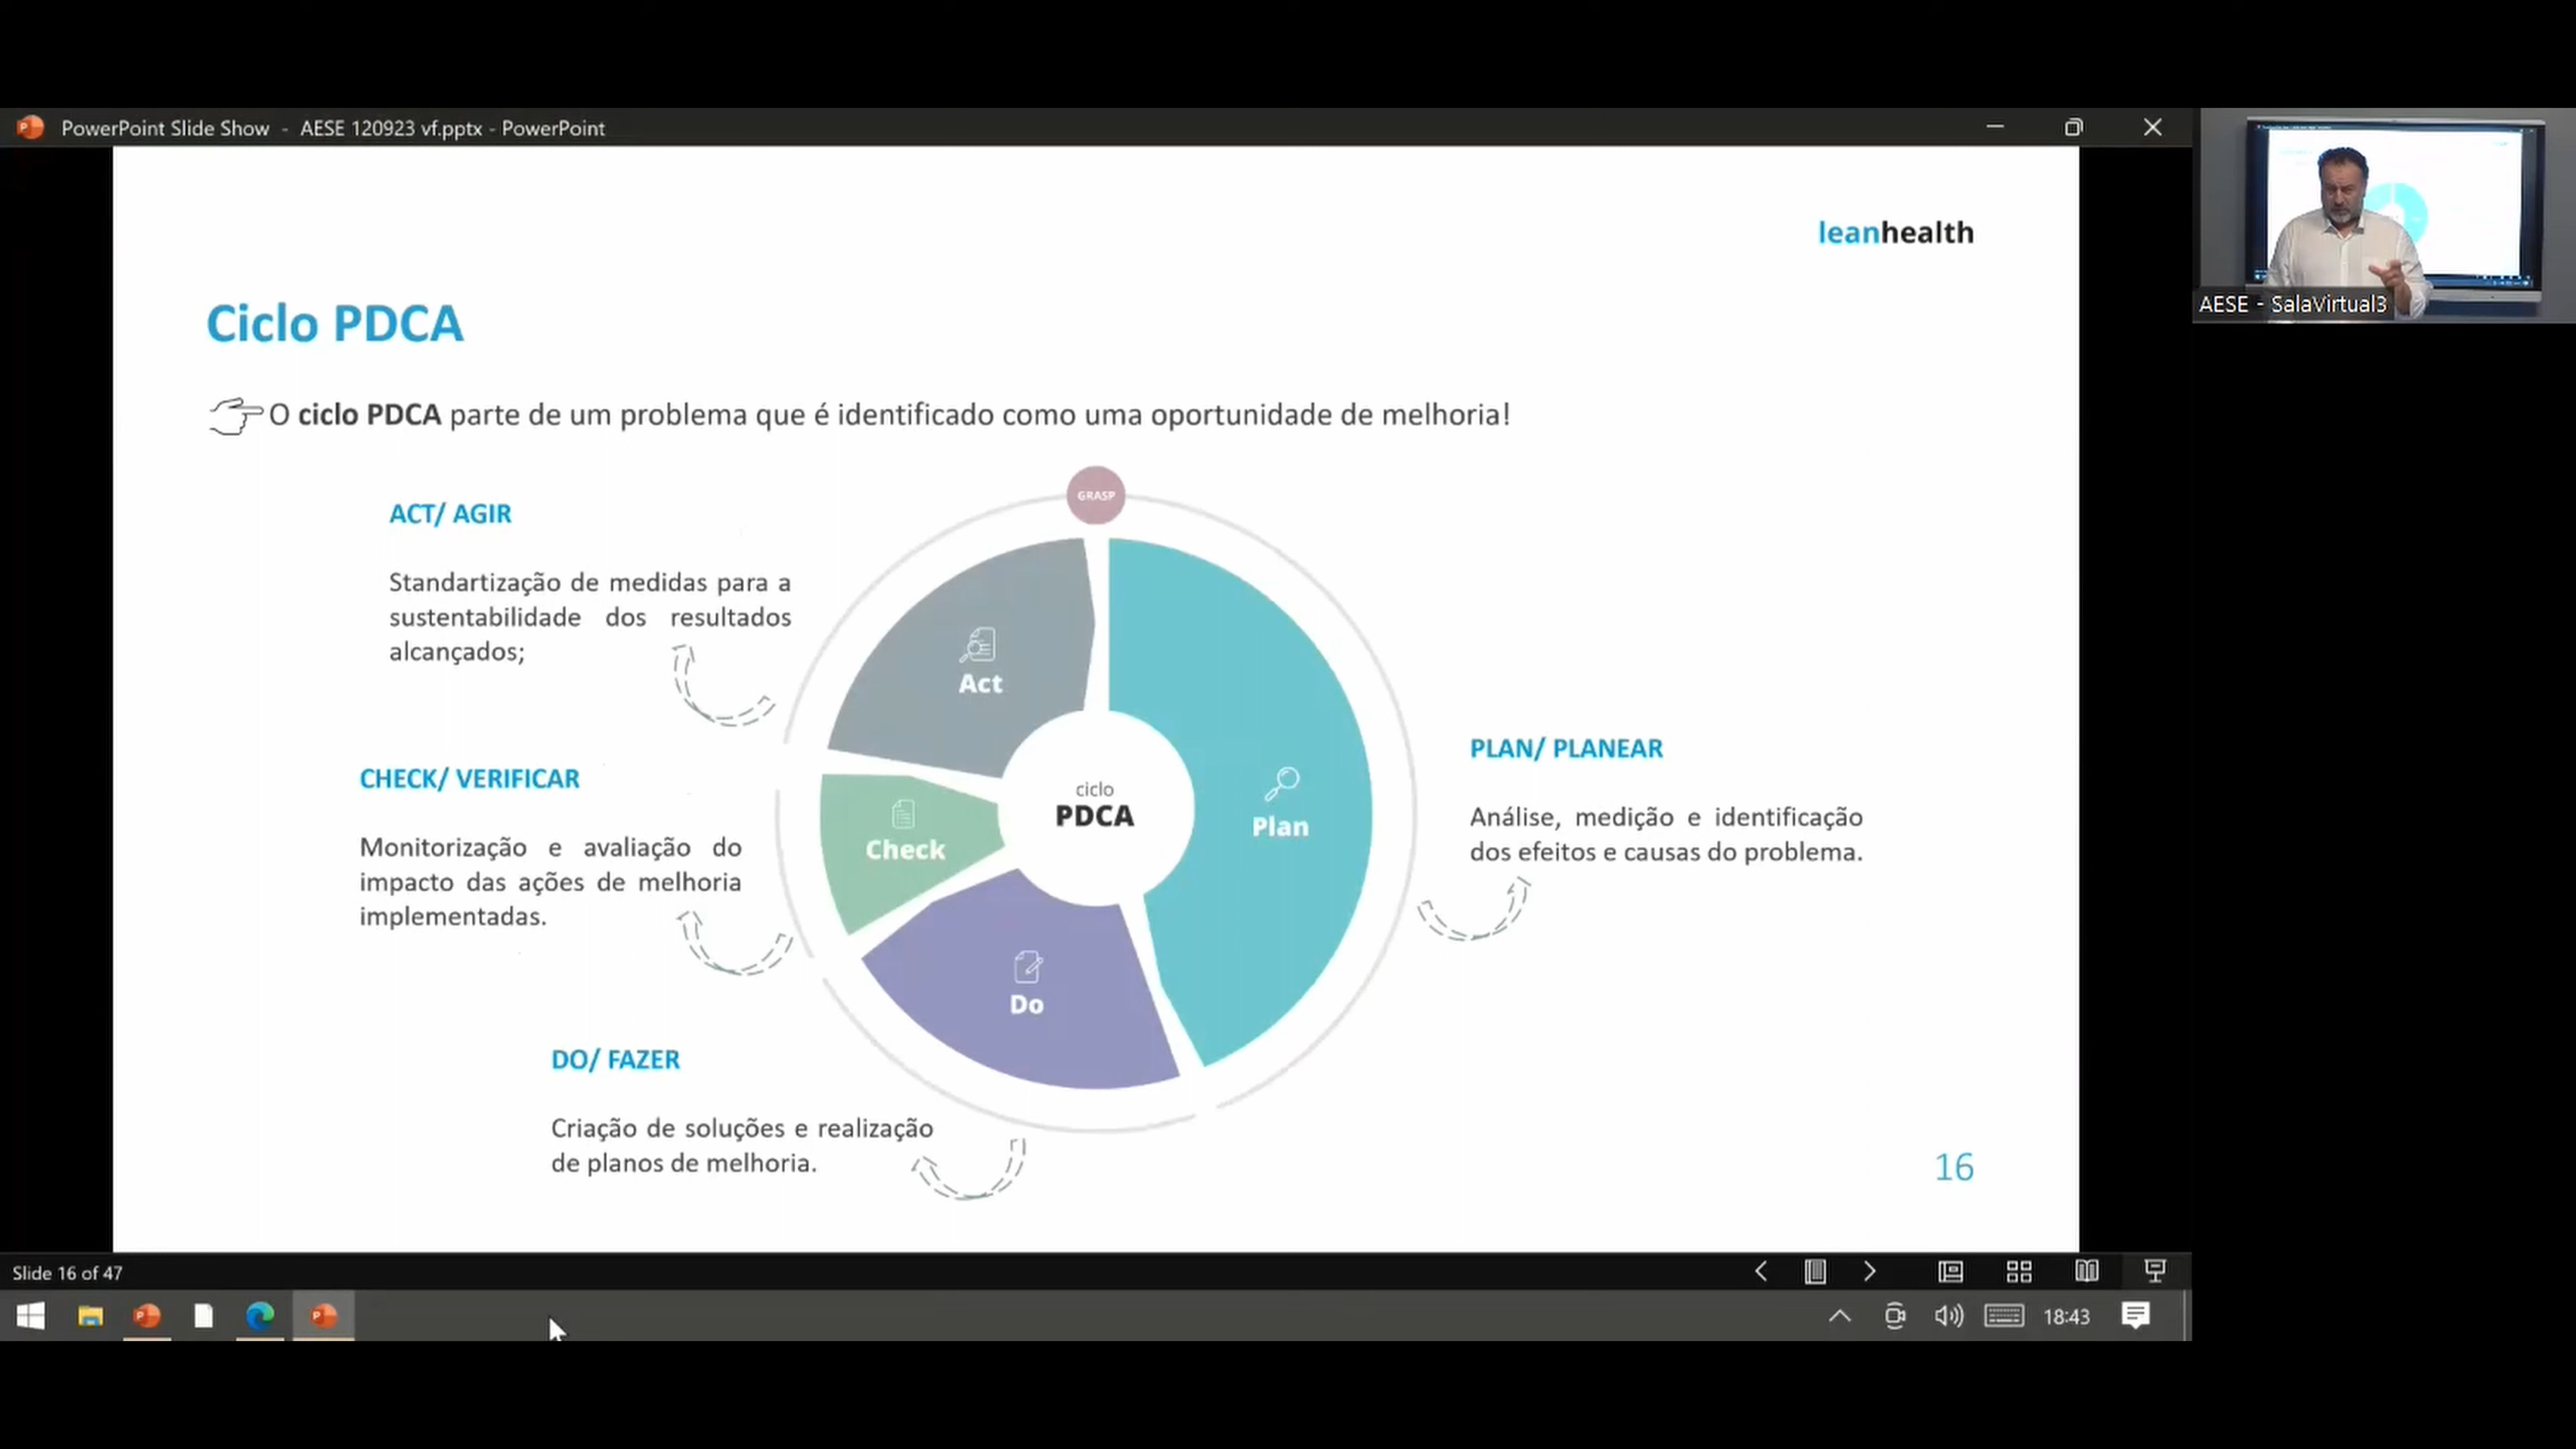 PowerPoint Slide Show - AESE 120923 vf.pptx - PowerPoint
AESE - SalaVirtual3
leanhealth
Ciclo PDCA
O ciclo PDCA parte de um problema que é identificado como uma oportunidade de melhoria!
GRASP
ACT/ AGIR
Standartização de medidas para a
sustentabilidade dos resultados
alcançados;
Act
PLAN/ PLANEAR
Análise, medição e identificação
dos efeitos e causas do problema.
Plan
ciclo
PDCA
CHECK/ VERIFICAR
Monitorização e avaliação do
impacto das ações de melhoria
implementadas.
Check
Do
DO/ FAZER
Criação de soluções e realização
de planos de melhoria.
16
Slide 16 of 47
18:43